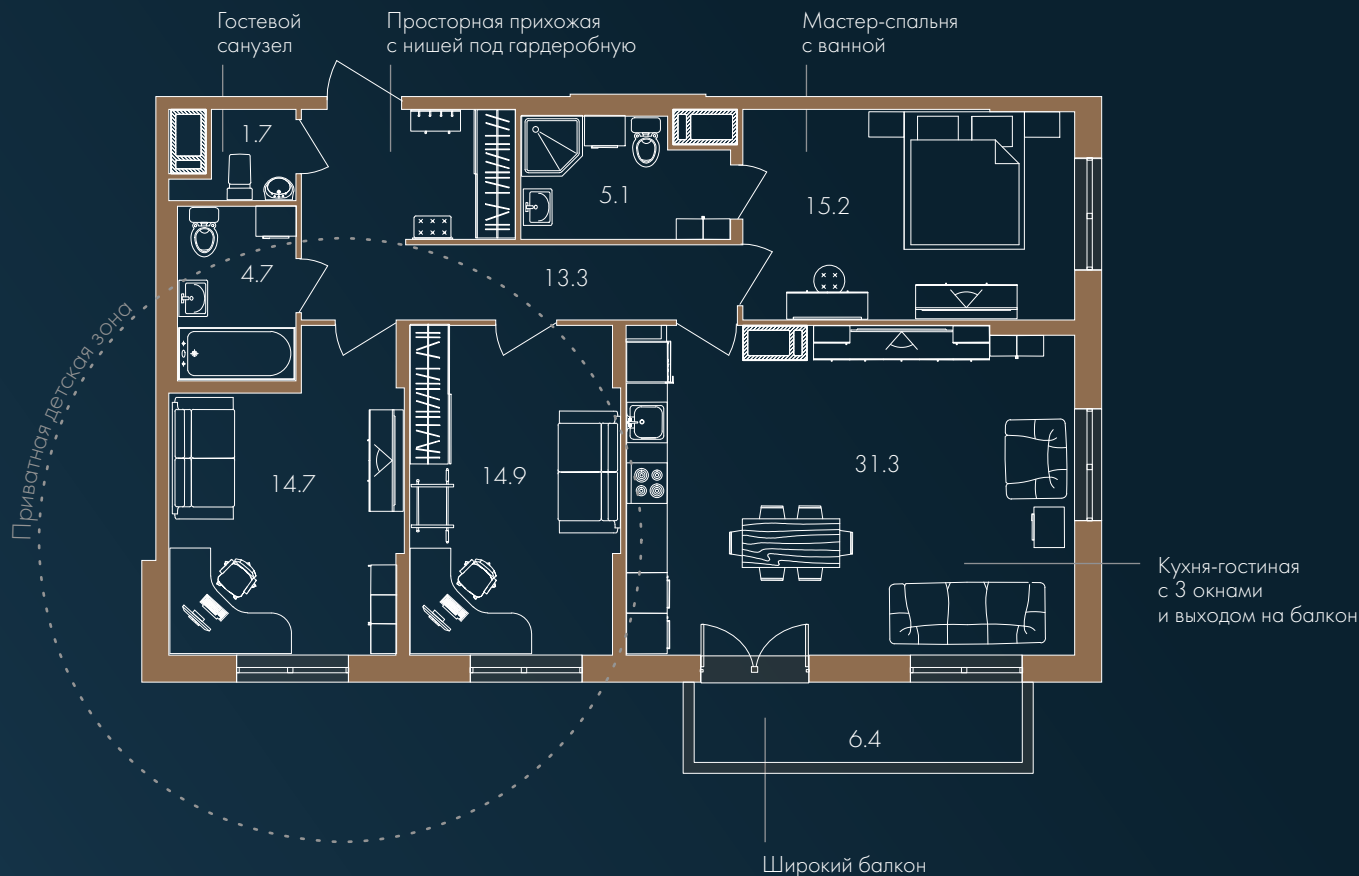 Гостевой
санузел
Просторная прихожая
с нишей под гардеробную
Мастер-спальня
с ванной
1.7
5.1
15.2
4.7
13.3
Приватная детская зона
14.7
14.9
31.3
Кухня-гостиная
с 3 окнами
и выходом на балкон
6.4
Широкий балкон